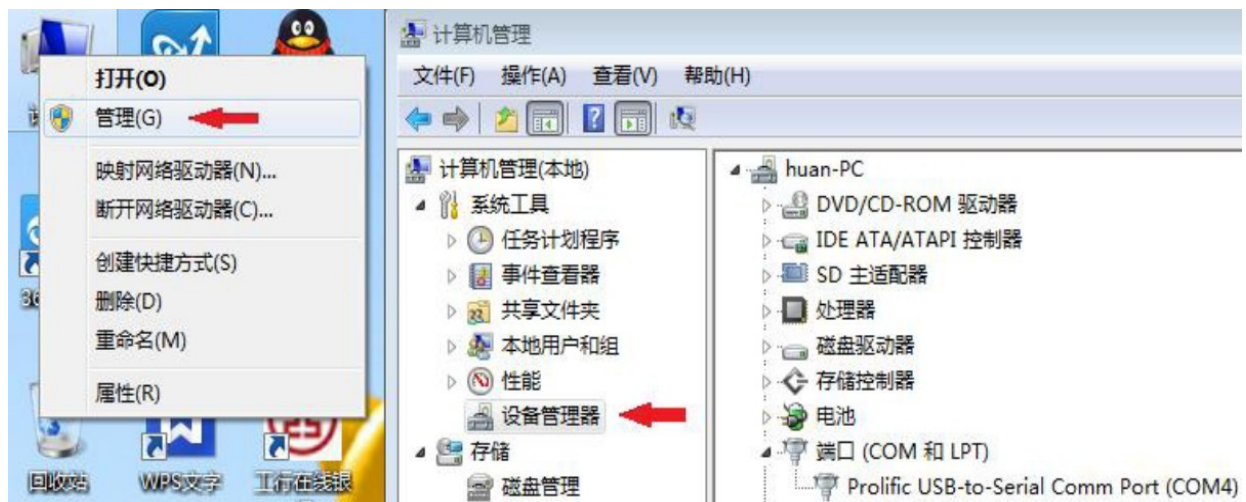 打开(O)
管理(G)
映射网络驱动器(N)...
断开网络驱动器(C)...
创建快捷方式(S)
删除(D)
重命名(M)
属性(R)
36
回收站
WPS文字
工行在线银
计算机管理
文件(F) 操作(A) 查看(V) 帮助(H)
计算机管理(本地)
系统工具
任务计划程序
事件查看器
共享文件夹
本地用户和组
性能
设备管理器
存储
磁盘管理
huan-PC
DVD/CD-ROM 驱动器
IDE ATA/ATAPI 控制器
SD 主适配器
处理器
磁盘驱动器
存储控制器
电池
端口 (COM 和 LPT)
Prolific USB-to-Serial Comm Port (COM4)